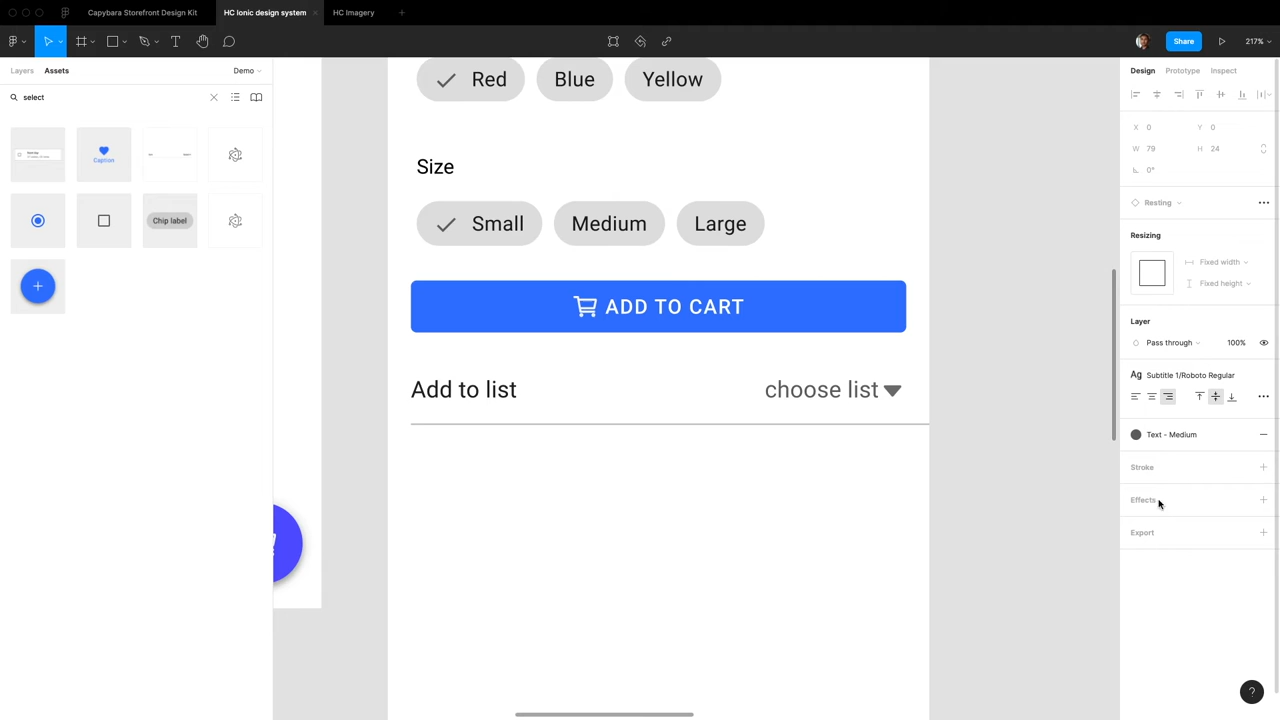 Capybara Storefront Design Kit
HC Ionic design system
HC Imagery
Share
217%
Layers
Assets
Demo
select
Caption
Chip label
Red
Blue
Yellow
Size
Small
Medium
Large
ADD TO CART
Add to list
choose list
Design
Prototype
Inspect
X 0
Y 0
W 79
H 24
0°
Resting
Resizing
Fixed width
Fixed height
Layer
Pass through
100%
Ag Subtitle 1/Roboto Regular
Text - Medium
Stroke
Effects
Export
?